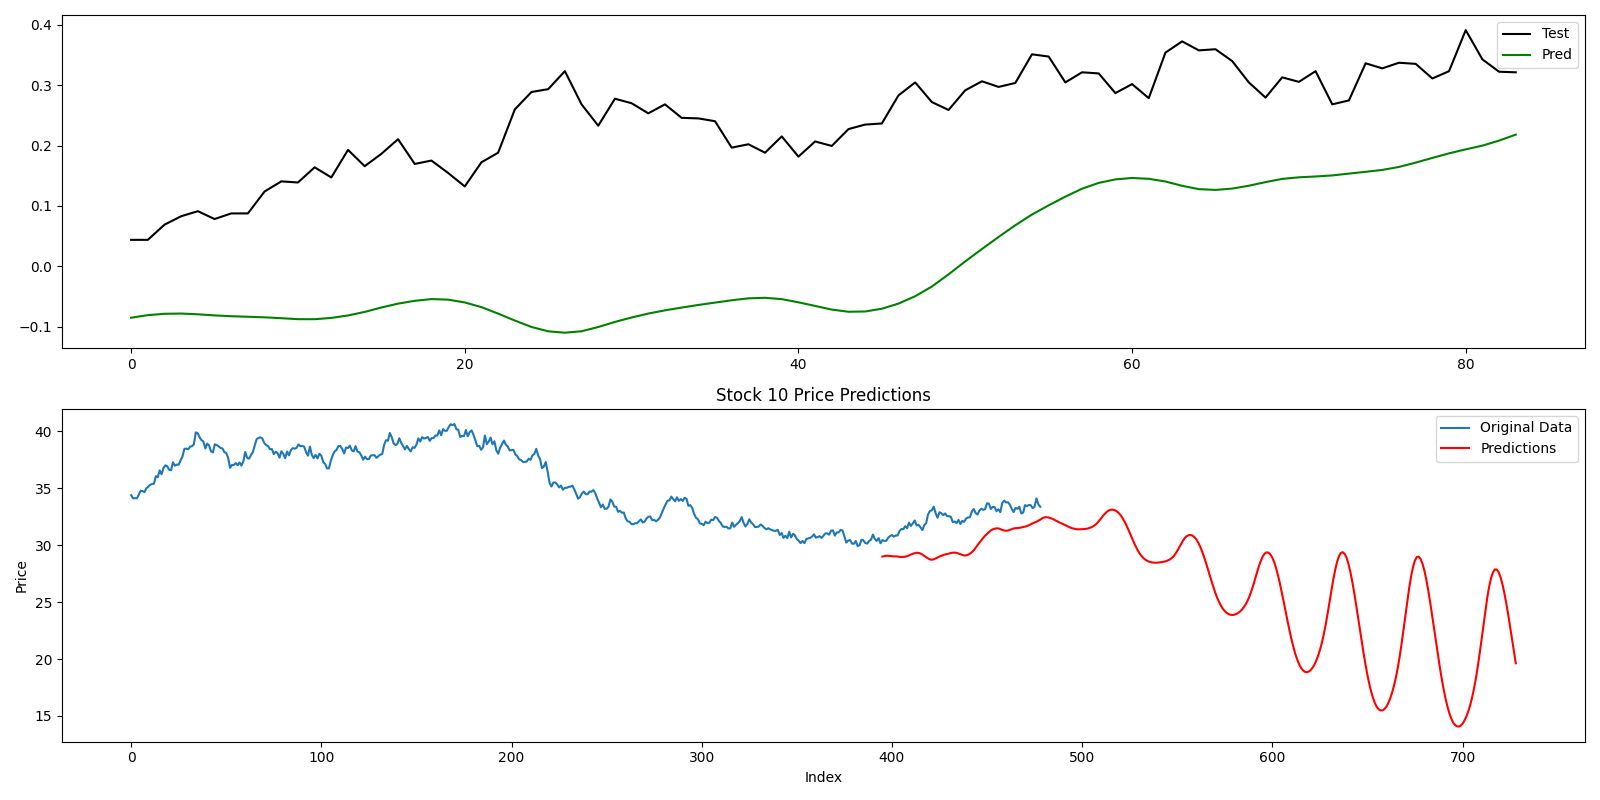 0.4
0.3
0.2
0.1
0.0
−0.1
Test
Pred
0 20 40 60 80
Stock 10 Price Predictions
Price
40
35
30
25
20
15
Original Data
Predictions
0 100 200 300 400 500 600 700
Index